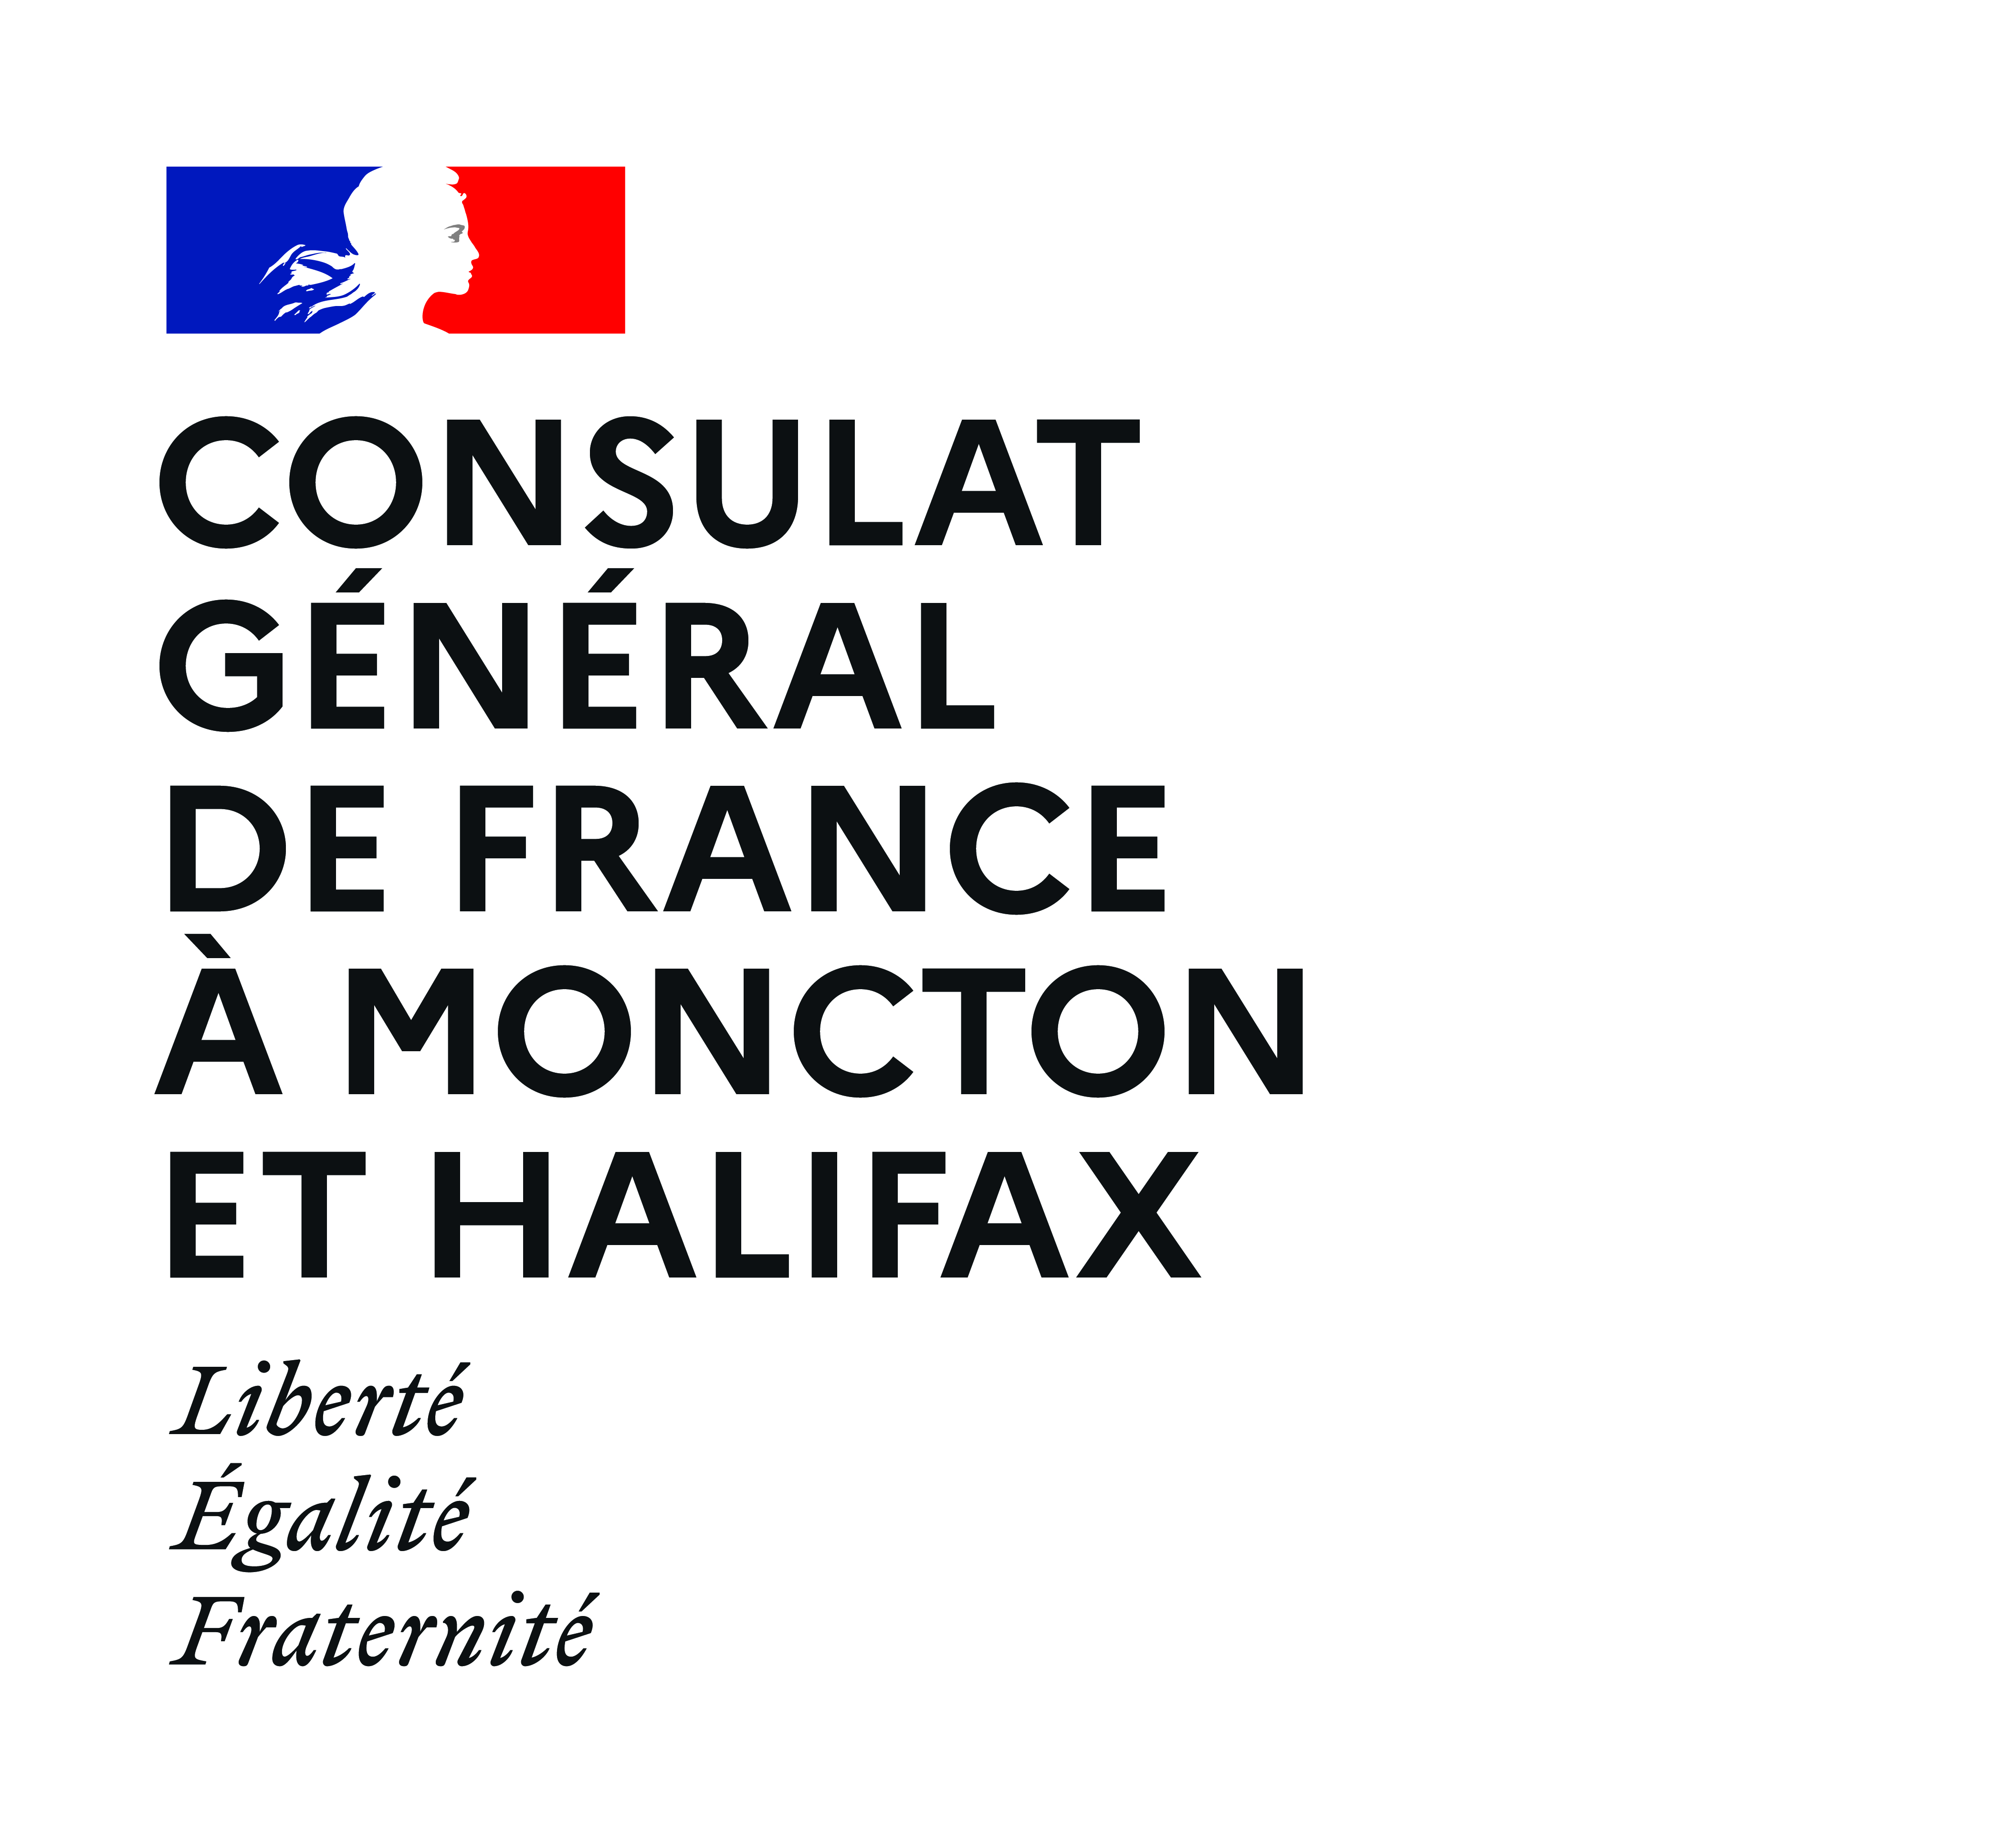 CONSULAT
GÉNÉRAL
DE FRANCE
À MONCTON
ET HALIFAX
Liberté
Égalité
Fraternité